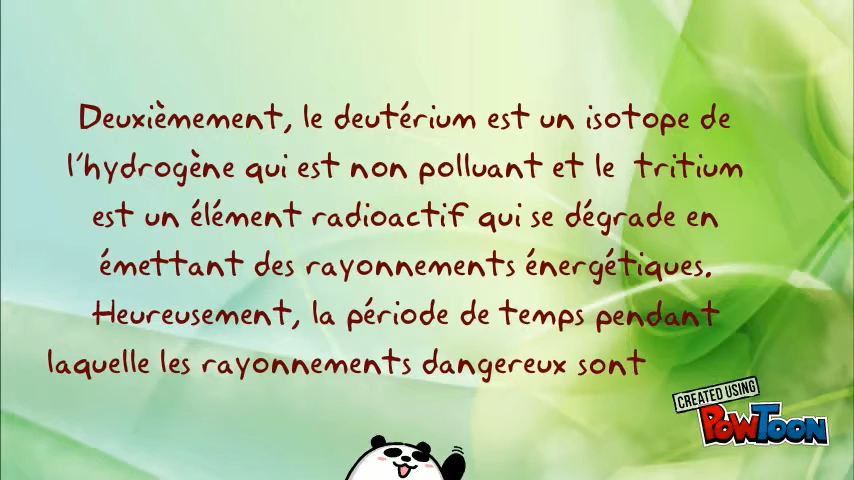 Deuxièmement, le deutérium est un isotope de
l'hydrogène qui est non polluant et le tritium
est un élément radioactif qui se dégrade en
émettant des rayonnements énergétiques.
Heureusement, la période de temps pendant
laquelle les rayonnements dangereux sont
CREATED USING
POWTOON